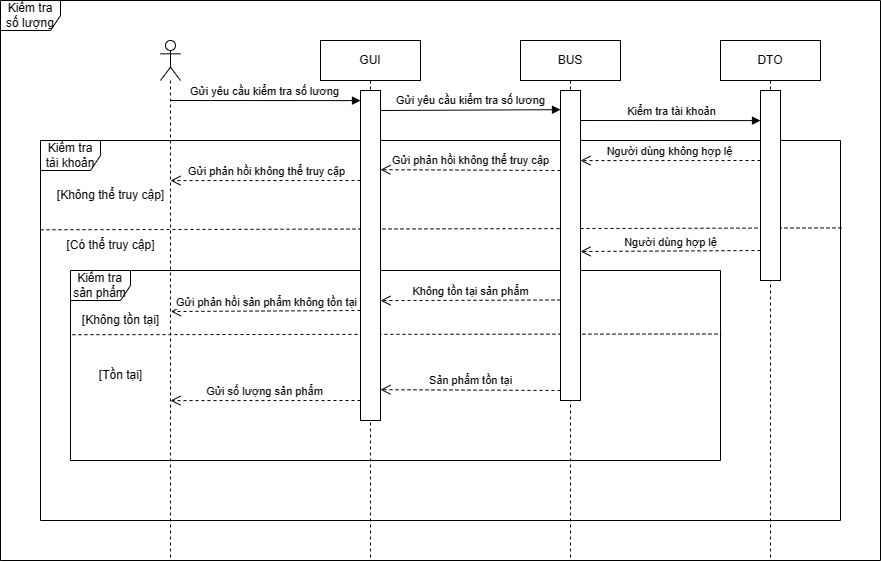 Kiểm tra
số lượng
GUI
BUS
DTO
Gửi yêu cầu kiểm tra số lương
Gửi yêu cầu kiểm tra số lương
Kiểm tra tài khoản
Kiểm tra
tài khoản
Người dùng không hợp lệ
Gửi phản hồi không thể truy cập
Gửi phản hồi không thể truy cập
[Không thể truy cập]
[Có thể truy cập]
Người dùng hợp lệ
Kiểm tra
sản phẩm
Không tồn tại sản phẩm
Gửi phản hồi sản phẩm không tồn tại
[Không tồn tại]
[Tồn tại]
Sản phẩm tồn tại
Gửi số lượng sản phẩm